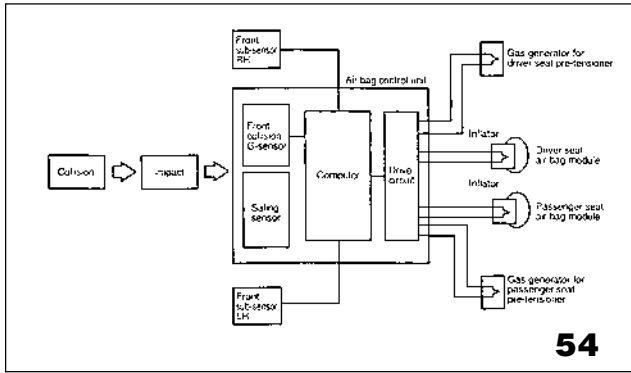 Front
sub-sensor
RH
Air bag control unit
Gas generator for
driver seat pre-tensioner
Front
collision
G-sensor
Computer
Drive
circuit
Inflator
Driver seat
air bag module
Collision
Impact
Safing
sensor
Inflator
Passenger seat
air bag module
Front
sub-sensor
LH
Gas generator for
passenger seat
pre-tensioner
54